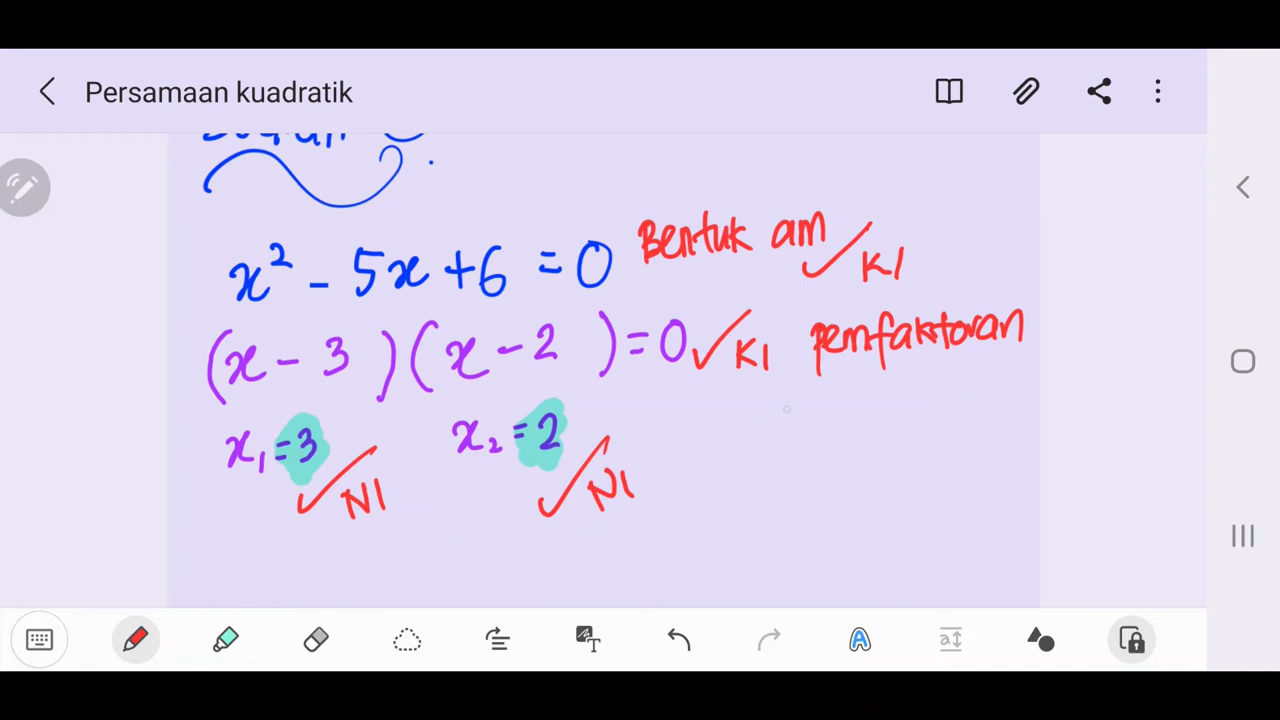 Persamaan kuadratik
x² - 5x + 6 = 0 Bentuk am ✓ K1
(x - 3 )(x - 2 ) = 0 ✓ K1 pemfaktoran
x₁ = 3 x₂ = 2
✓ N1 ✓ N1